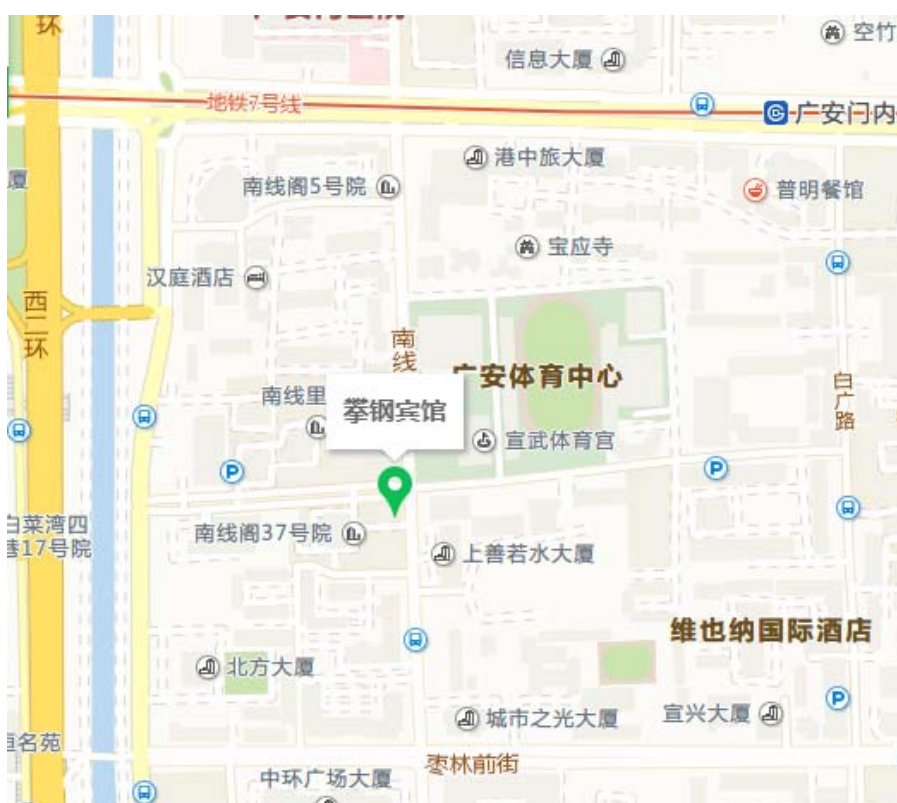 环
空竹
信息大厦
地铁7号线
广安门内
港中旅大厦
厦
南线阁5号院
普明餐馆
宝应寺
汉庭酒店
西二环
南线
广安体育中心
南线里
白广路
攀钢宾馆
宣武体育宫
P
P
白菜湾四
巷17号院
南线阁37号院
上善若水大厦
维也纳国际酒店
北方大厦
P
城市之光大厦
宣兴大厦
恒名苑
枣林前街
中环广场大厦